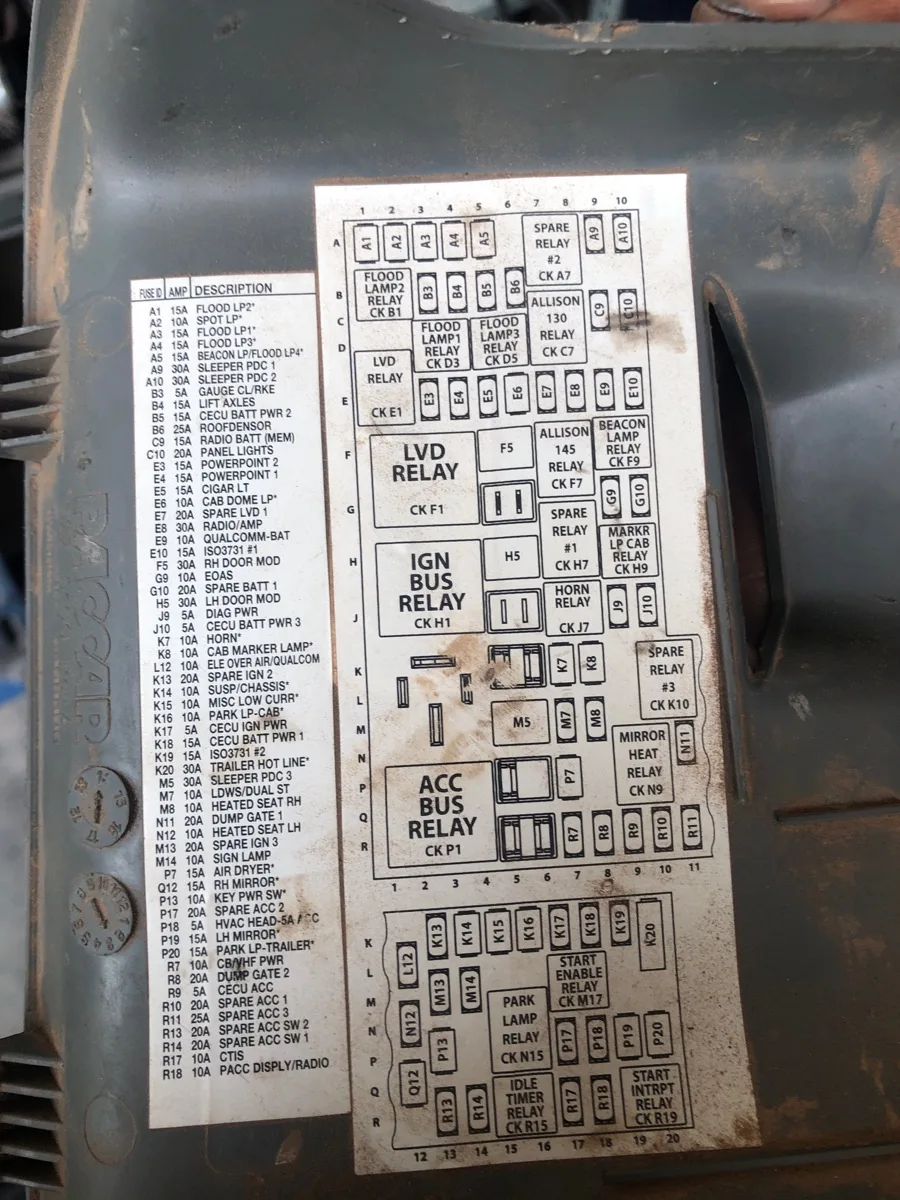 FUSE ID AMP DESCRIPTION
A1 15A FLOOD LP2*
A2 10A SPOT LP*
A3 15A FLOOD LP1*
A4 15A FLOOD LP3*
A5 15A BEACON LP/FLOOD LP4*
A9 30A SLEEPER PDC 1
A10 30A SLEEPER PDC 2
B3 5A GAUGE CL/RKE
B4 15A LIFT AXLES
B5 15A CECU BATT PWR 2
B6 25A ROOFDENSOR
C9 15A RADIO BATT (MEM)
C10 20A PANEL LIGHTS
E3 15A POWERPOINT 2
E4 15A POWERPOINT 1
E5 15A CIGAR LT
E6 10A CAB DOME LP*
E7 20A SPARE LVD 1
E8 30A RADIO/AMP
E9 10A QUALCOMM-BAT
E10 15A ISO3731 #1
F5 30A RH DOOR MOD
G9 10A EOAS
G10 20A SPARE BATT 1
H5 30A LH DOOR MOD
J9 5A DIAG PWR
J10 5A CECU BATT PWR 3
K7 10A HORN*
K8 10A CAB MARKER LAMP*
L12 10A ELE OVER AIR/QUALCOM
K13 20A SPARE IGN 2
K14 10A SUSP/CHASSIS*
K15 10A MISC LOW CURR*
K16 10A PARK LP-CAB*
K17 5A CECU IGN PWR
K18 15A CECU BATT PWR 1
K19 15A ISO3731 #2
K20 30A TRAILER HOT LINE*
M5 30A SLEEPER PDC 3
M7 10A LDWS/DUAL ST
M8 10A HEATED SEAT RH
N11 20A DUMP GATE 1
N12 10A HEATED SEAT LH
M13 20A SPARE IGN 3
M14 10A SIGN LAMP
P7 15A AIR DRYER*
Q12 15A RH MIRROR*
P13 10A KEY PWR SW*
P17 20A SPARE ACC 2
P18 5A HVAC HEAD-5A ACC
P19 15A LH MIRROR*
P20 15A PARK LP-TRAILER*
R7 10A CB/VHF PWR
R8 20A DUMP GATE 2
R9 5A CECU ACC
R10 20A SPARE ACC 1
R11 25A SPARE ACC 3
R13 20A SPARE ACC SW 2
R14 20A SPARE ACC SW 1
R17 10A CTIS
R18 10A PACC DISPLY/RADIO
1 2 3 4 5 6 7 8 9 10
A A1 A2 A3 A4 A5
SPARE
RELAY
#2
CK A7
A9 A10
B
FLOOD
LAMP2
RELAY
CK B1
B3 B4 B5 B6
C
ALLISON
130
RELAY
CK C7
C9 C10
D
FLOOD
LAMP1
RELAY
CK D3
FLOOD
LAMP3
RELAY
CK D5
LVD
RELAY
CK E1
E
E3 E4 E5 E6 E7 E8 E9 E10
F
LVD
RELAY
CK F1
F5
ALLISON
145
RELAY
CK F7
BEACON
LAMP
RELAY
CK F9
G
G9 G10
SPARE
RELAY
#1
CK H7
MARKR
LP CAB
RELAY
CK H9
H
IGN
BUS
RELAY
CK H1
H5
J
HORN
RELAY
CK J7
J9 J10
K
K7 K8
SPARE
RELAY
#3
CK K10
L
M
M5 M7 M8
MIRROR
HEAT
RELAY
CK N9
N11
N
P
ACC
BUS
RELAY
CK P1
P7
Q
R
R7 R8 R9 R10 R11
1 2 3 4 5 6 7 8 9 10 11
K
K13 K14 K15 K16 K17 K18 K19 K20
L
L12
START
ENABLE
RELAY
CK M17
M
M13 M14
PARK
LAMP
RELAY
CK N15
N
N12
P
P13 P17 P18 P19 P20
Q
Q12
IDLE
TIMER
RELAY
CK R15
START
INTRPT
RELAY
CK R19
R
R13 R14 R17 R18
12 13 14 15 16 17 18 19 20
PACCAR